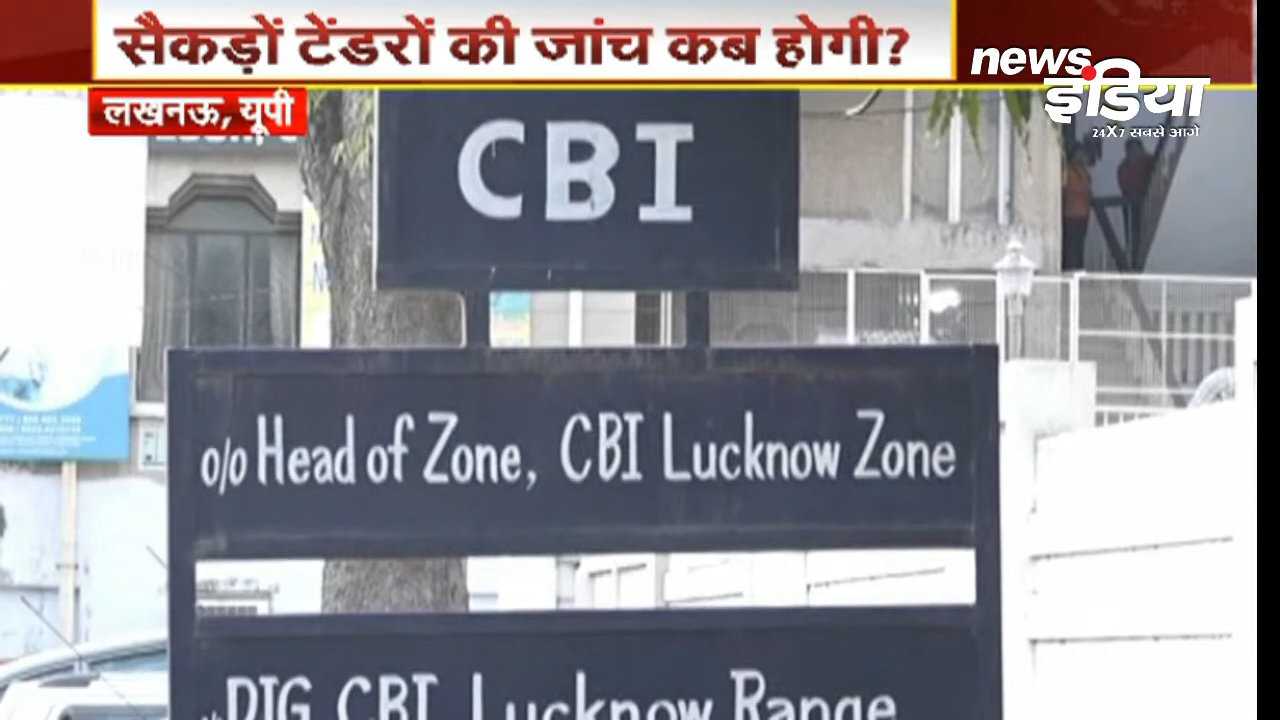 सैकड़ों टेंडरों की जांच कब होगी?
news
इंडिया
24X7 सबसे आगे
लखनऊ, यूपी
CBI
o/o Head of Zone, CBI Lucknow Zone
DIG CBI Lucknow Range